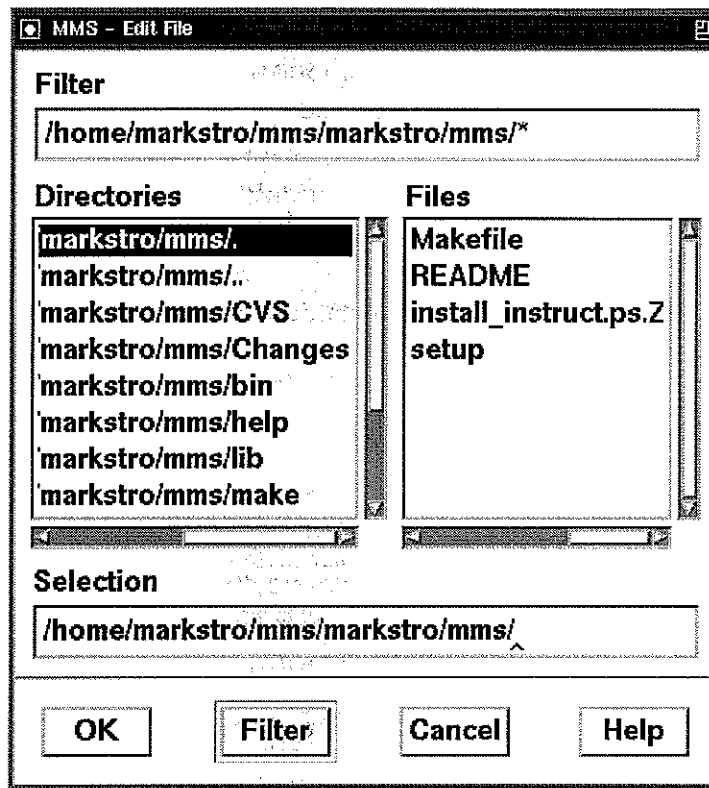 MMS – Edit File
Filter
/home/markstro/mms/markstro/mms/*
Directories
markstro/mms/.
markstro/mms/..
markstro/mms/CVS
markstro/mms/Changes
markstro/mms/bin
markstro/mms/help
markstro/mms/lib
markstro/mms/make
Files
Makefile
README
install_instruct.ps.Z
setup
Selection
/home/markstro/mms/markstro/mms/
OK Filter Cancel Help